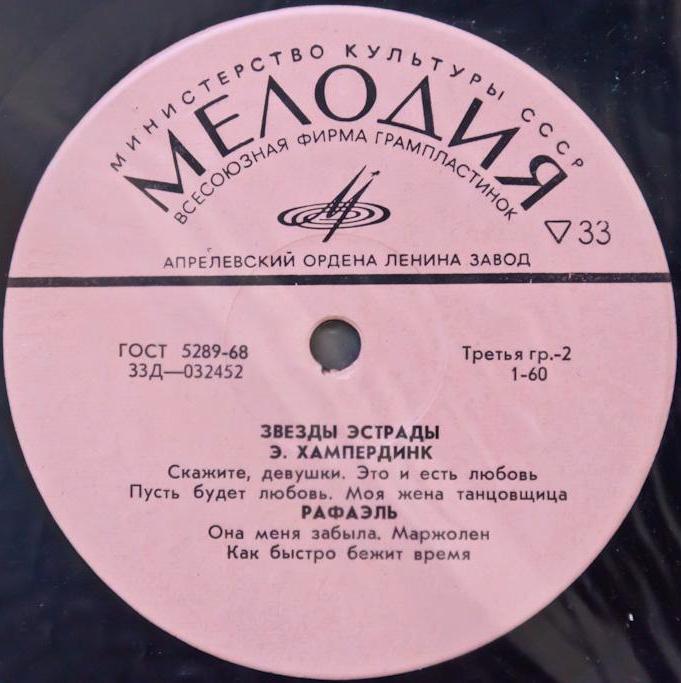 МИНИСТЕРСТВО КУЛЬТУРЫ СССР
МЕЛОДИЯ
ВСЕСОЮЗНАЯ ФИРМА ГРАМПЛАСТИНОК
▽ 33
АПРЕЛЕВСКИЙ ОРДЕНА ЛЕНИНА ЗАВОД
ГОСТ 5289-68
33Д—032452
Третья гр.-2
1-60
ЗВЕЗДЫ ЭСТРАДЫ
Э. ХАМПЕРДИНК
Скажите, девушки. Это и есть любовь
Пусть будет любовь. Моя жена танцовщица
РАФАЭЛЬ
Она меня забыла. Маржолен
Как быстро бежит время